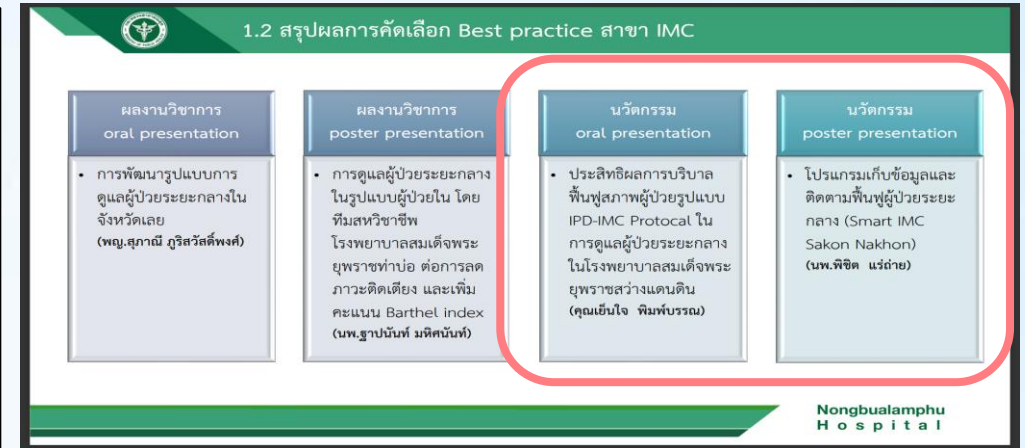 1.2 สรุปผลการคัดเลือก Best practice สาขา IMC
ผลงานวิชาการ
oral presentation
• การพัฒนารูปแบบการ
ดูแลผู้ป่วยระยะกลางใน
จังหวัดเลย
(พญ.สุภาณี ภูริสวัสดิ์พงศ์)
ผลงานวิชาการ
poster presentation
• การดูแลผู้ป่วยระยะกลาง
ในรูปแบบผู้ป่วยใน โดย
ทีมสหวิชาชีพ
โรงพยาบาลสมเด็จพระ
ยุพราชท่าบ่อ ต่อการลด
ภาวะติดเตียง และเพิ่ม
คะแนน Barthel index
(นพ.ฐาปนันท์ มหิศนันท์)
นวัตกรรม
oral presentation
• ประสิทธิผลการบริบาล
ฟื้นฟูสภาพผู้ป่วยรูปแบบ
IPD-IMC Protocal ใน
การดูแลผู้ป่วยระยะกลาง
ในโรงพยาบาลสมเด็จพระ
ยุพราชสว่างแดนดิน
(คุณเย็นใจ พิมพ์บรรณ)
นวัตกรรม
poster presentation
• โปรแกรมเก็บข้อมูลและ
ติดตามฟื้นฟูผู้ป่วยระยะ
กลาง (Smart IMC
Sakon Nakhon)
(นพ.พิชิต แร่ถ่าย)
Nongbualamphu
Hospital